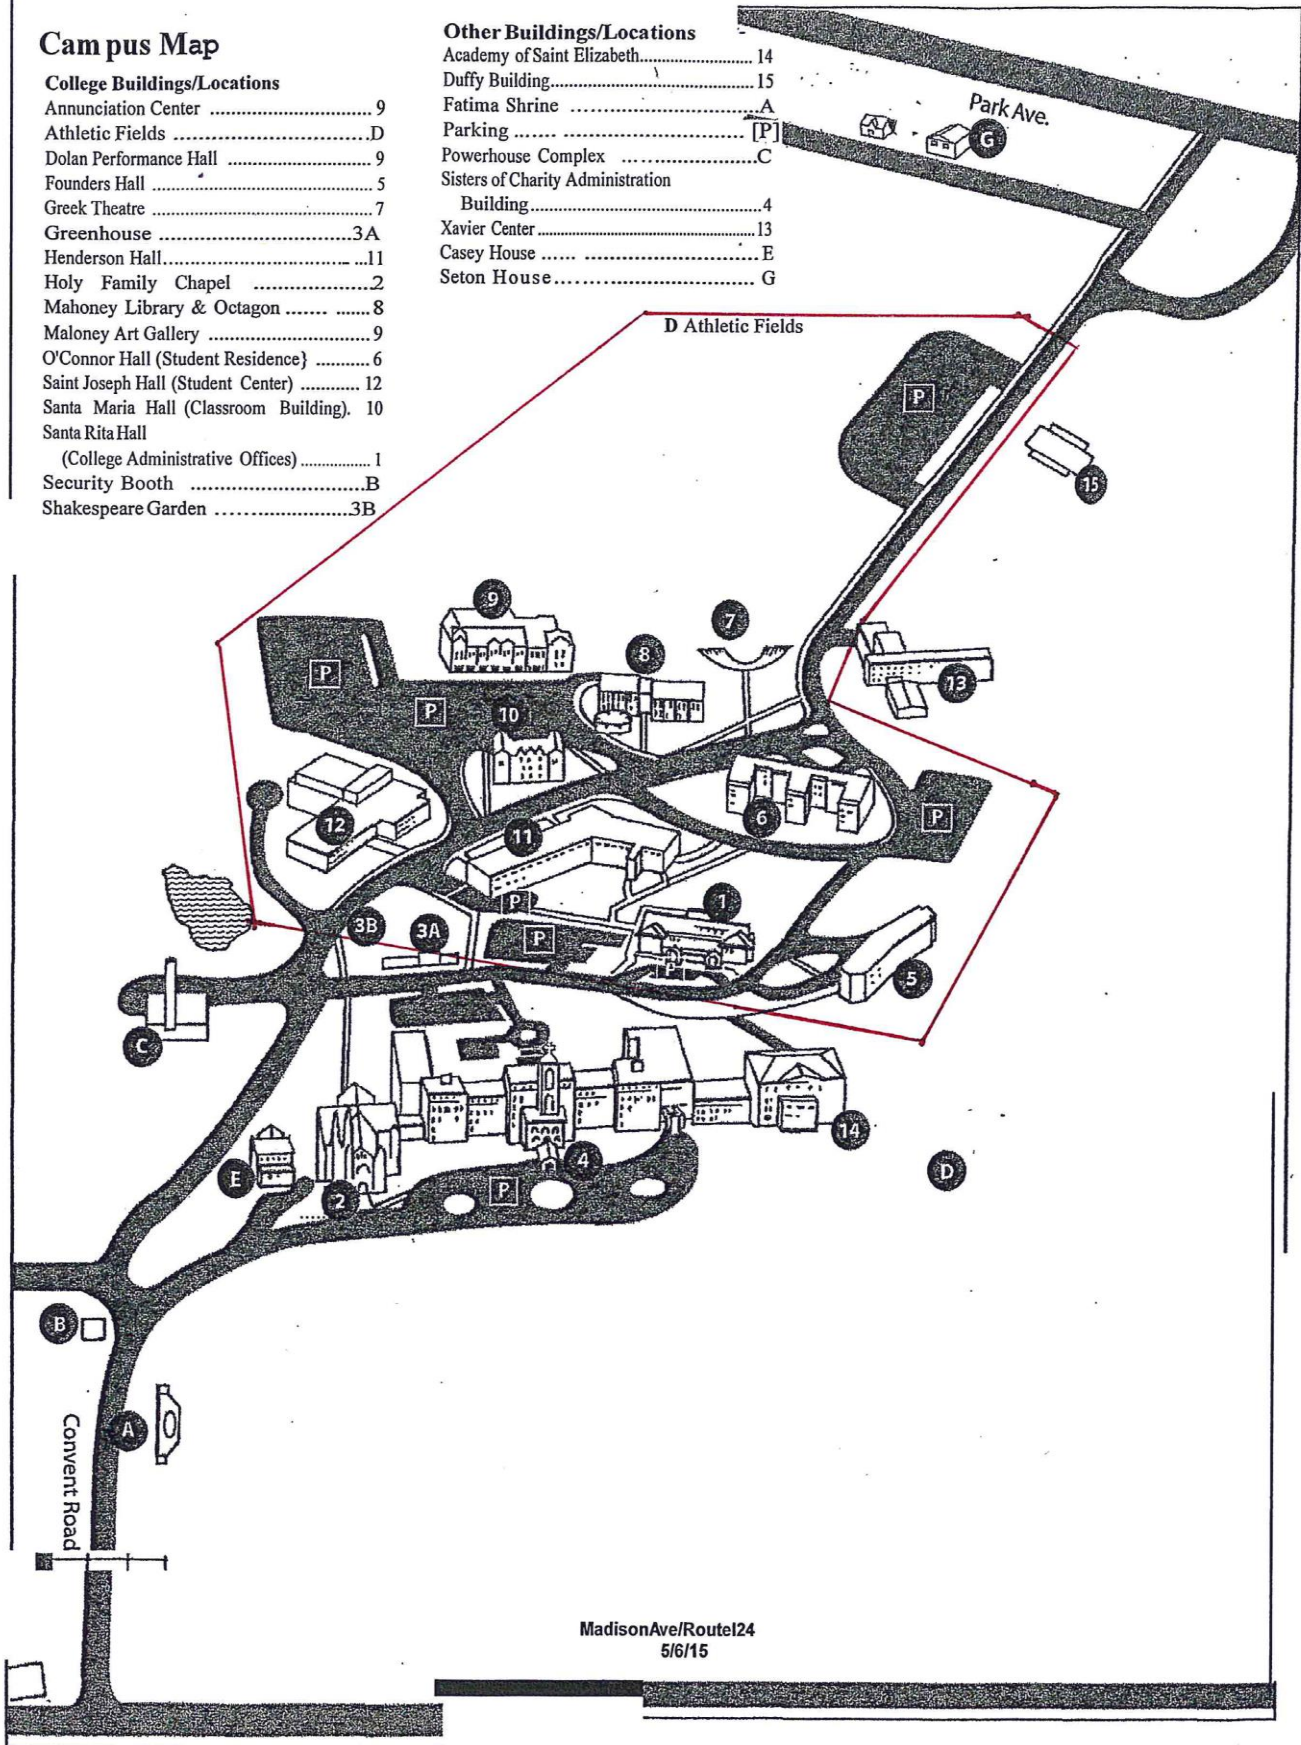 Campus Map
College Buildings/Locations
Annunciation Center ................................ 9
Athletic Fields ....................................D
Dolan Performance Hall ............................. 9
Founders Hall ............................................ 5
Greek Theatre ............................................. 7
Greenhouse ..............................3A
Henderson Hall.......................................11
Holy Family Chapel ....................2
Mahoney Library & Octagon ....... ....... 8
Maloney Art Gallery ................................ 9
O'Connor Hall (Student Residence} .......... 6
Saint Joseph Hall (Student Center) ............ 12
Santa Maria Hall (Classroom Building). 10
Santa Rita Hall
(College Administrative Offices) ................. 1
Security Booth ...........................B
Shakespeare Garden .....................3B
Other Buildings/Locations
Academy of Saint Elizabeth............................ 14
Duffy Building................................................. 15
Fatima Shrine ...............................A
Parking ...... ............................. [P]
Powerhouse Complex .......................C
Sisters of Charity Administration
Building..................................................4
Xavier Center ..................................................13
Casey House ...... .............................. E
Seton House................................. G
Park Ave.
G
D Athletic Fields
P
15
9
8
7
13
P
P
10
12
11
6
P
P
1
3B
3A
P
P
5
C
14
E
2
4
P
D
B
A
Convent Road
MadisonAve/Routel24
5/6/15